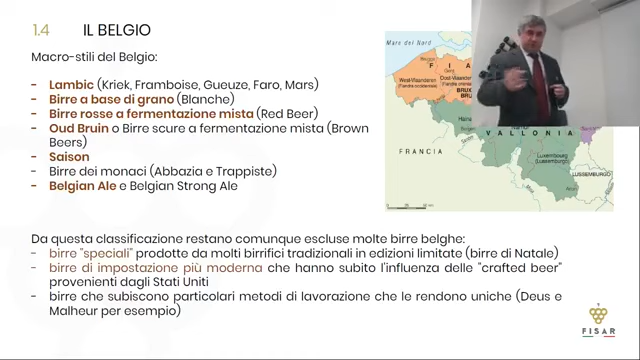 1.4 IL BELGIO
Macro-stili del Belgio:
- Lambic (Kriek, Framboise, Gueuze, Faro, Mars)
- Birre a base di grano (Blanche)
- Birre rosse a fermentazione mista (Red Beer)
- Oud Bruin o Birre scure a fermentazione mista (Brown
Beers)
- Saison
- Birre dei monaci (Abbazia e Trappiste)
- Belgian Ale e Belgian Strong Ale
Mare del Nord
West-Vlaanderen
VALLONIA
FRANCIA
Luxembourg
LUSSEMBURGO
Da questa classificazione restano comunque escluse molte birre belghe:
- birre "speciali" prodotte da molti birrifici tradizionali in edizioni limitate (birre di Natale)
- birre di impostazione più moderna che hanno subito l'influenza delle "crafted beer"
provenienti dagli Stati Uniti
- birre che subiscono particolari metodi di lavorazione che le rendono uniche (Deus e
Malheur per esempio)
FISAR